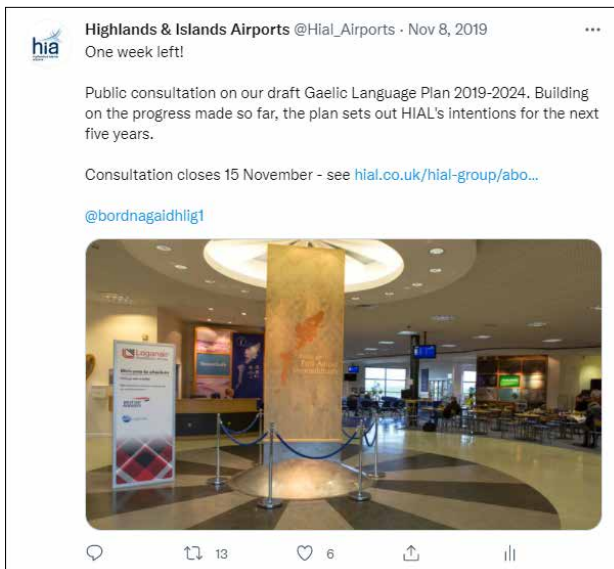 hia
Highlands & Islands Airports @Hial_Airports · Nov 8, 2019
One week left!
Public consultation on our draft Gaelic Language Plan 2019-2024. Building
on the progress made so far, the plan sets out HIAL's intentions for the next
five years.
Consultation closes 15 November - see hial.co.uk/hial-group/abo...
@bordnagaidhlig1
Loganair
13
6